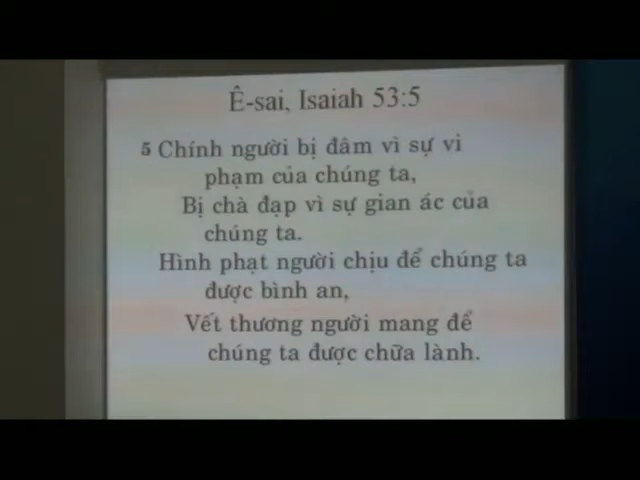 Ê-sai, Isaiah 53:5
5 Chính người bị đâm vì sự vi
phạm của chúng ta,
Bị chà đạp vì sự gian ác của
chúng ta.
Hình phạt người chịu để chúng ta
được bình an,
Vết thương người mang để
chúng ta được chữa lành.